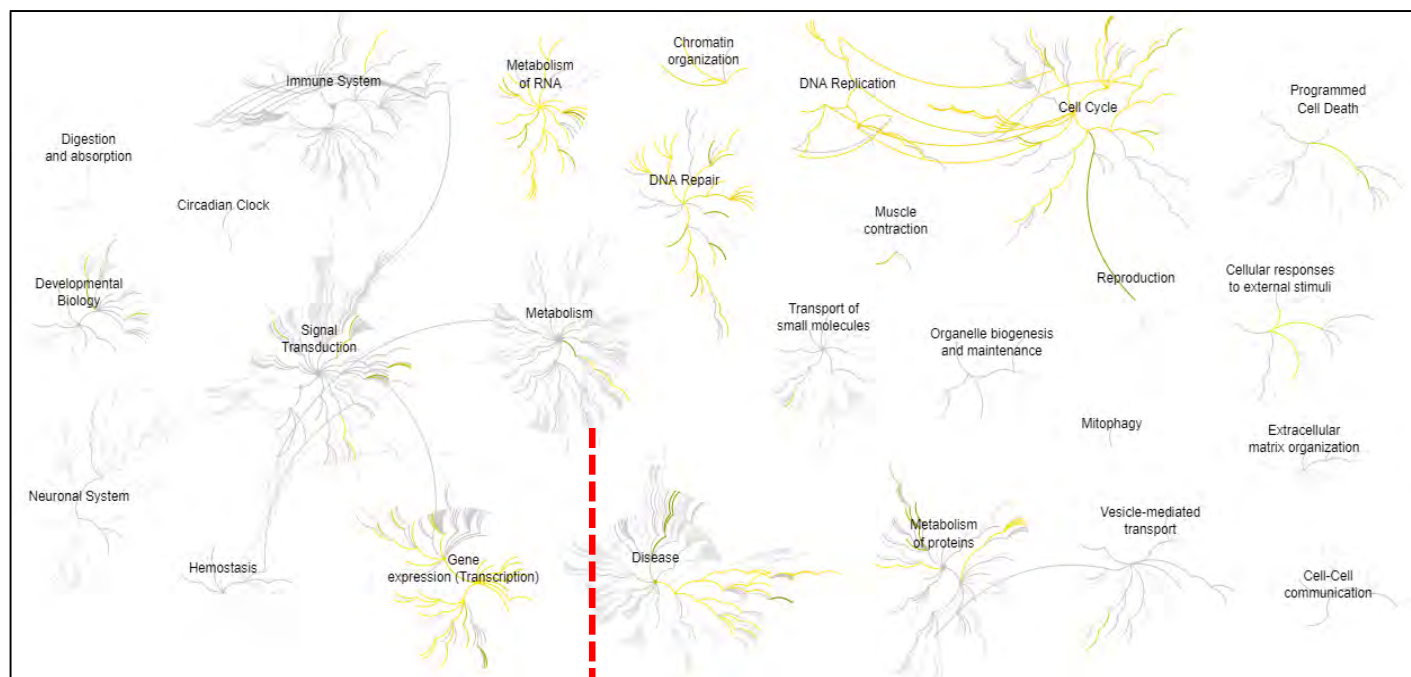 Immune System
Metabolism
of RNA
Chromatin
organization
DNA Replication
Cell Cycle
Programmed
Cell Death
Digestion
and absorption
DNA Repair
Circadian Clock
Muscle
contraction
Developmental
Biology
Reproduction
Cellular responses
to external stimuli
Signal
Transduction
Metabolism
Transport of
small molecules
Organelle biogenesis
and maintenance
Mitophagy
Extracellular
matrix organization
Neuronal System
Hemostasis
Gene
expression (Transcription)
Disease
Metabolism
of proteins
Vesicle-mediated
transport
Cell-Cell
communication